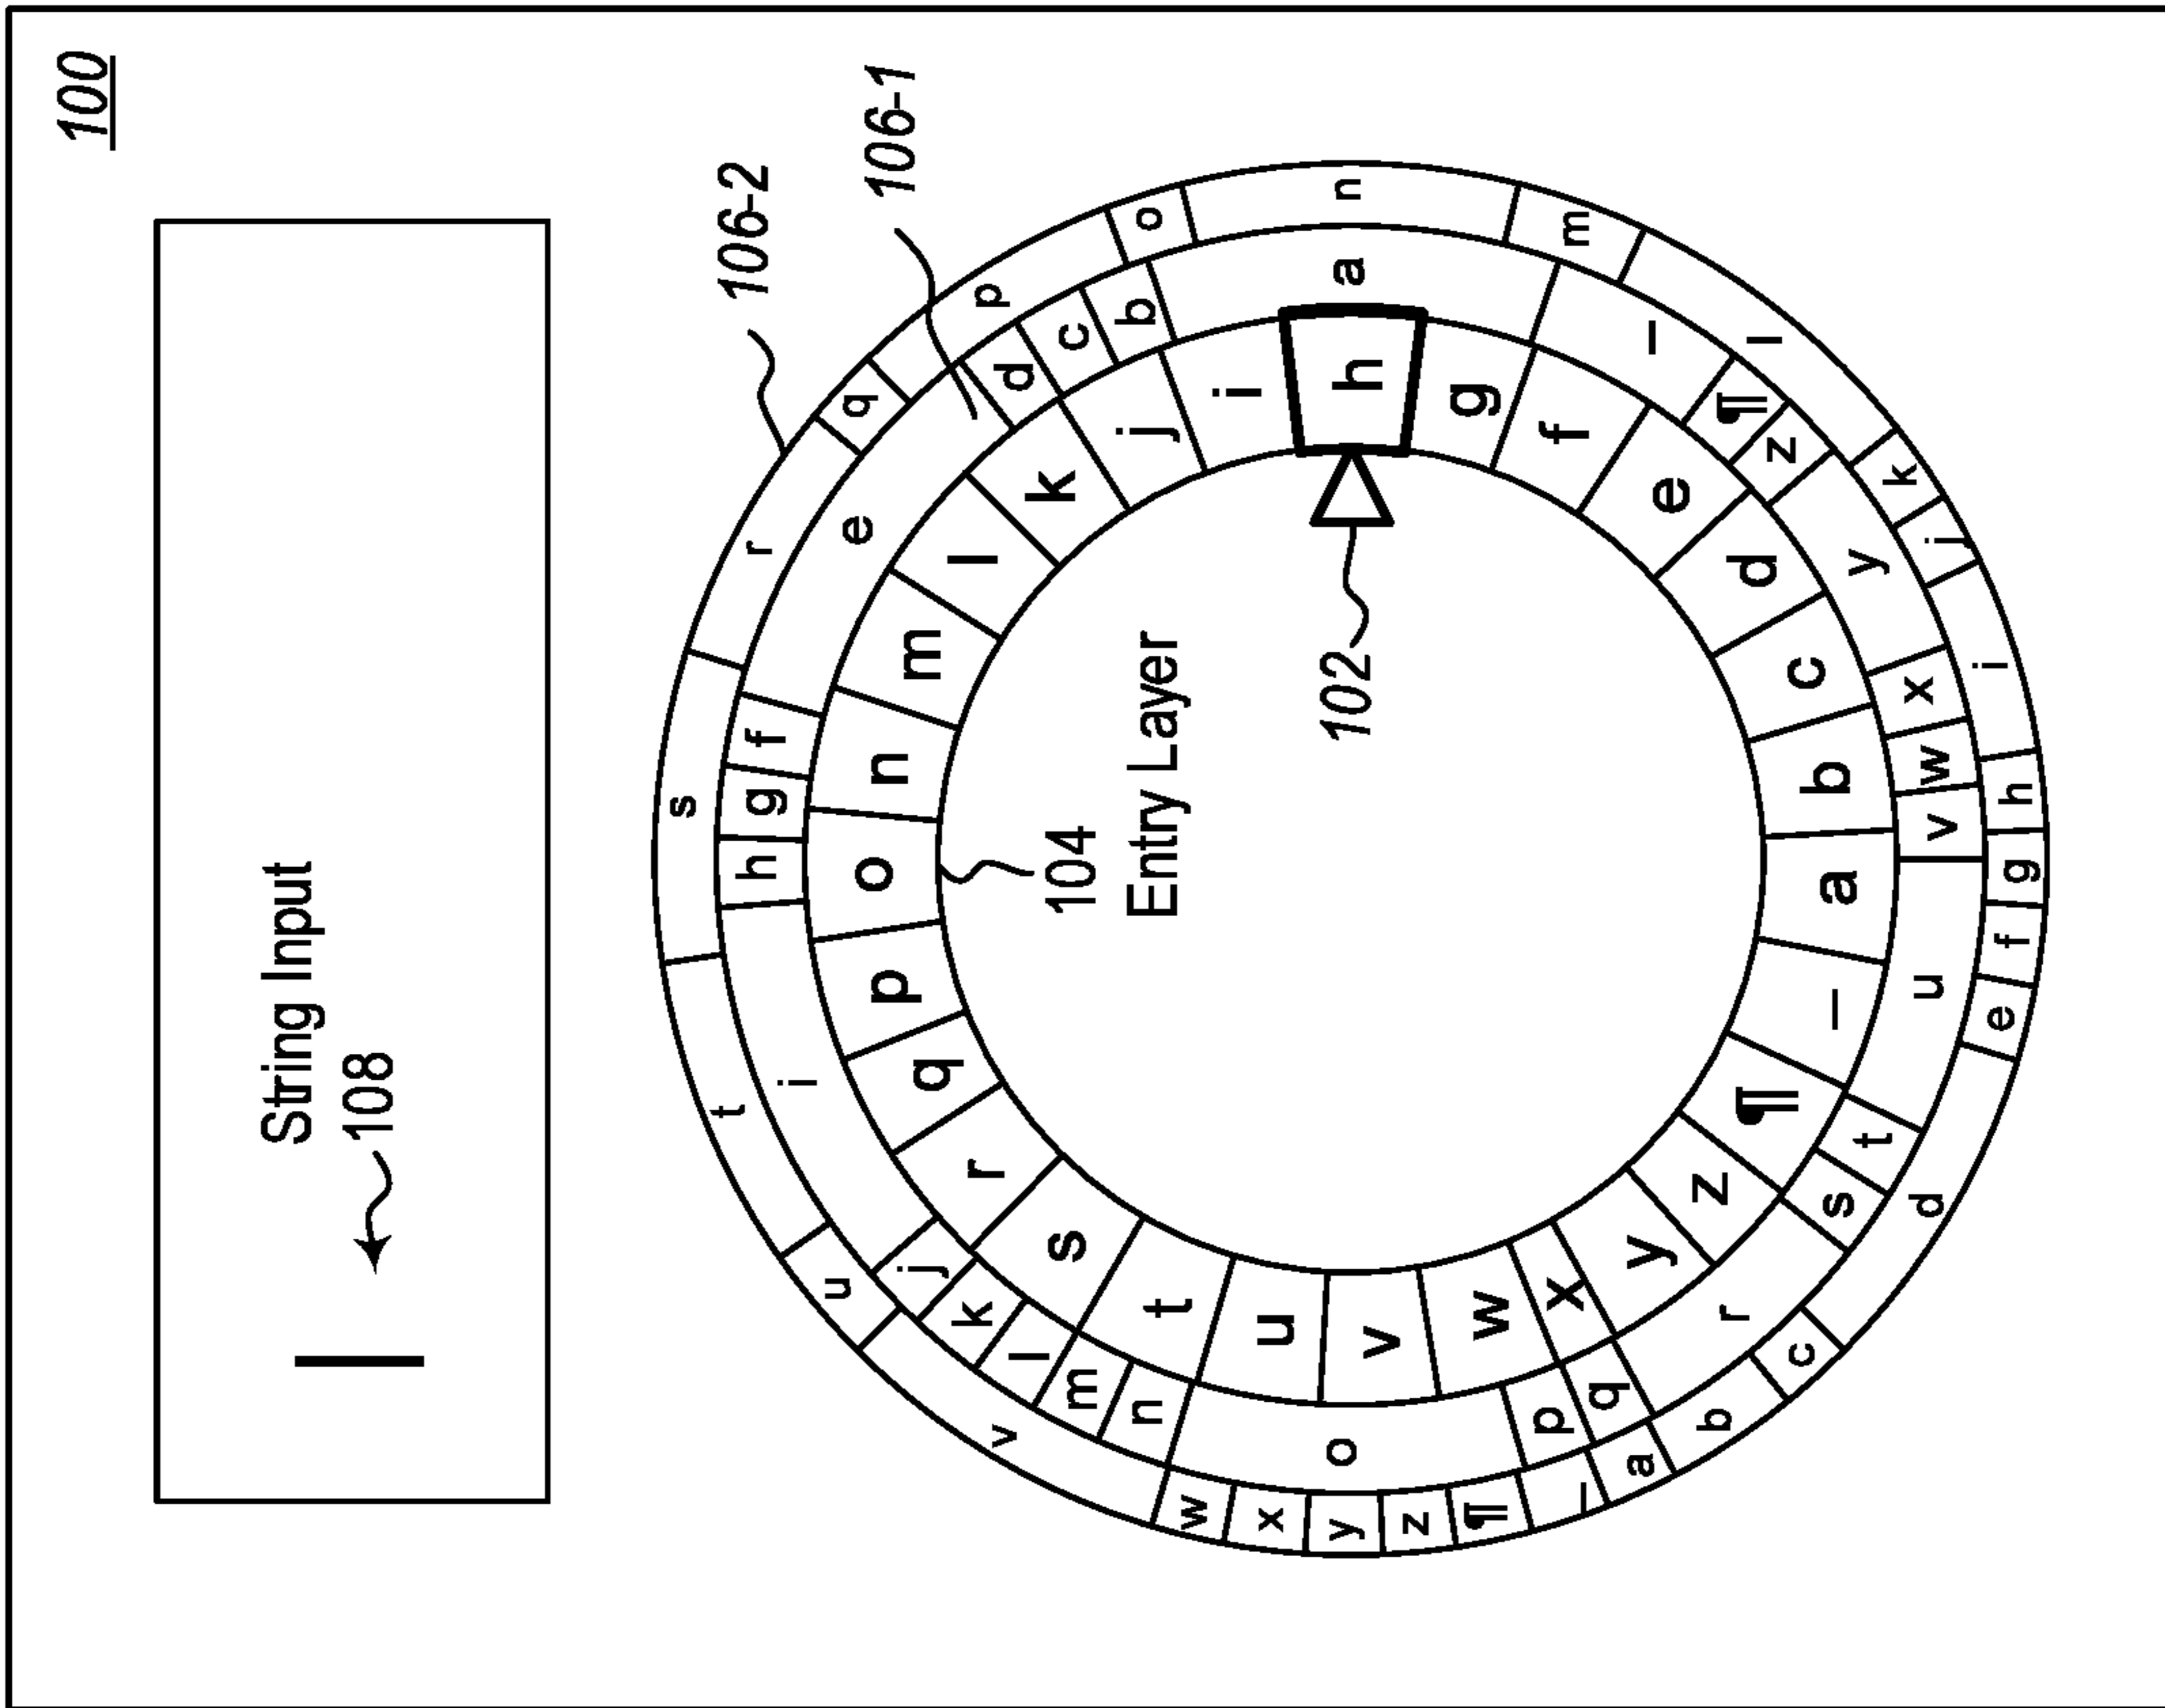 100
String Input
108
106-2
106-1
104
Entry Layer
102
a b c d e f g h i j k l m n o p q r s t u v w x y z ¶ _
a b c d e f g h i j k l m n o p q r s t u v w x y z ¶ _
a b c d e f g h i j k l m n o p q r s t u v w x y z ¶ _